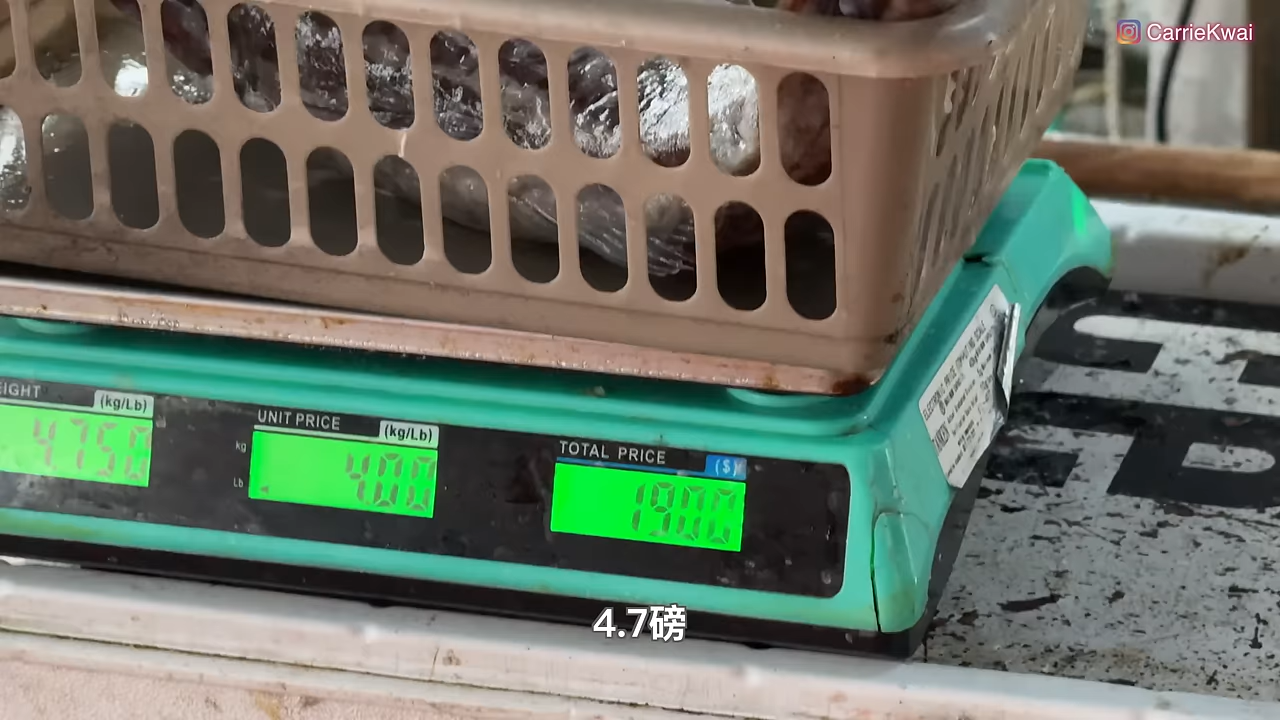 CarrieKwai
EIGHT (kg/Lb)
4.750
UNIT PRICE (kg/Lb)
kg
Lb
4.00
TOTAL PRICE ($)
19.00
4.7磅